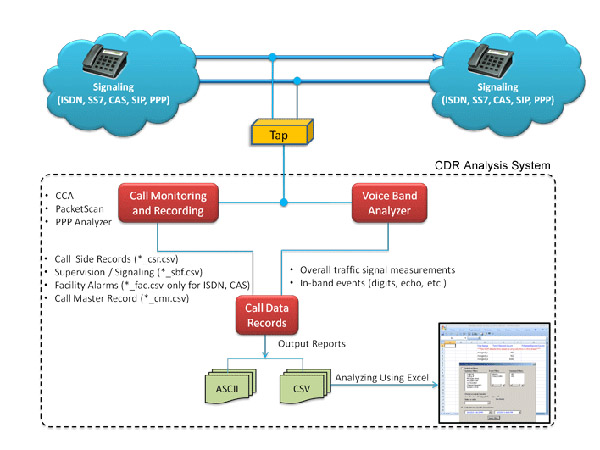 Signaling
(ISDN, SS7, CAS, SIP, PPP)
Signaling
(ISDN, SS7, CAS, SIP, PPP)
Tap
CDR Analysis System
• CCA
• PacketScan
• PPP Analyzer
Call Monitoring
and Recording
Voice Band
Analyzer
• Call Side Records (*_csr.csv)
• Supervision / Signaling (*_sbf.csv)
• Facility Alarms (*_fac.csv only for ISDN, CAS)
• Call Master Record (*_cmr.csv)
• Overall traffic signal measurements
• In-band events (digits, echo, etc.)
Call Data
Records
Output Reports
ASCII
CSV
Analyzing Using Excel